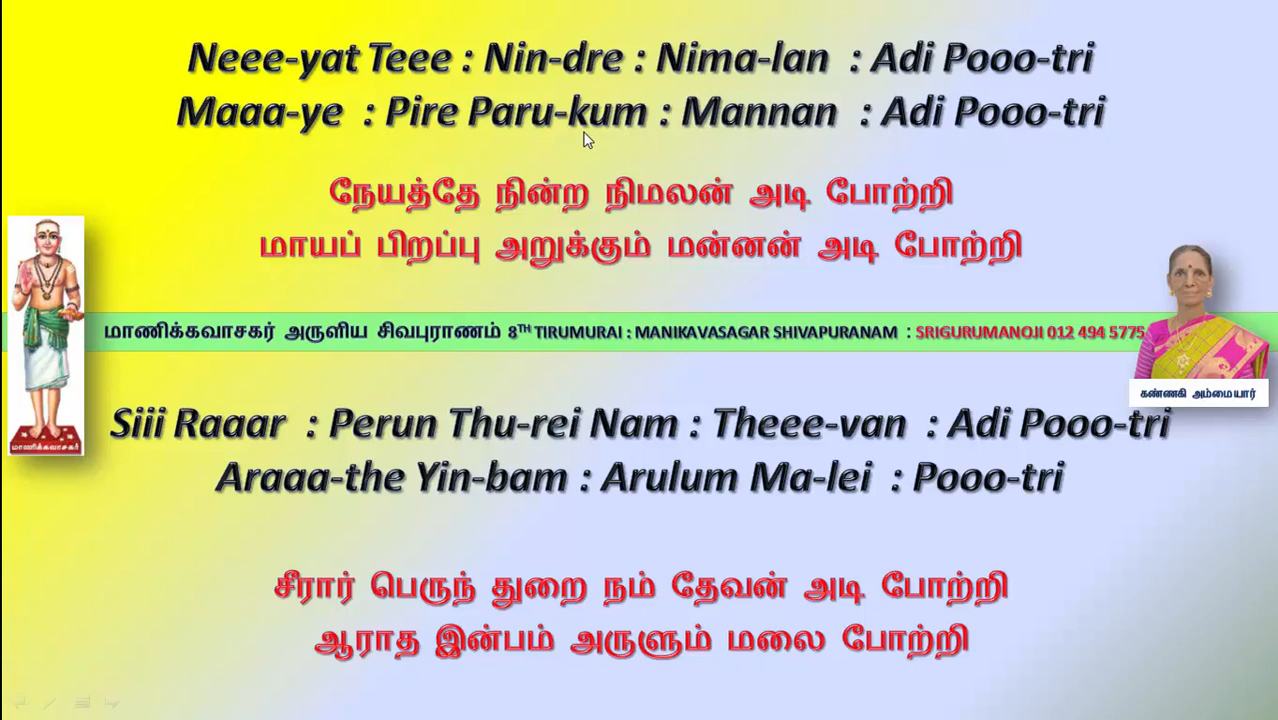 Neee-yat Teee : Nin-dre : Nima-lan : Adi Pooo-tri
Maaa-ye : Pire Paru-kum : Mannan : Adi Pooo-tri
நேயத்தே நின்ற நிமலன் அடி போற்றி
மாயப் பிறப்பு அறுக்கும் மன்னன் அடி போற்றி
மாணிக்கவாசகர் அருளிய சிவபுராணம் 8TH TIRUMURAI : MANIKAVASAGAR SHIVAPURANAM : SRIGURUMANOJI 012 494 5775
கண்ணகி அம்மையார்
Siii Raaar : Perun Thu-rei Nam : Theee-van : Adi Pooo-tri
மாணிக்கவாசகர்
Araaa-the Yin-bam : Arulum Ma-lei : Pooo-tri
சீரார் பெருந் துறை நம் தேவன் அடி போற்றி
ஆராத இன்பம் அருளும் மலை போற்றி